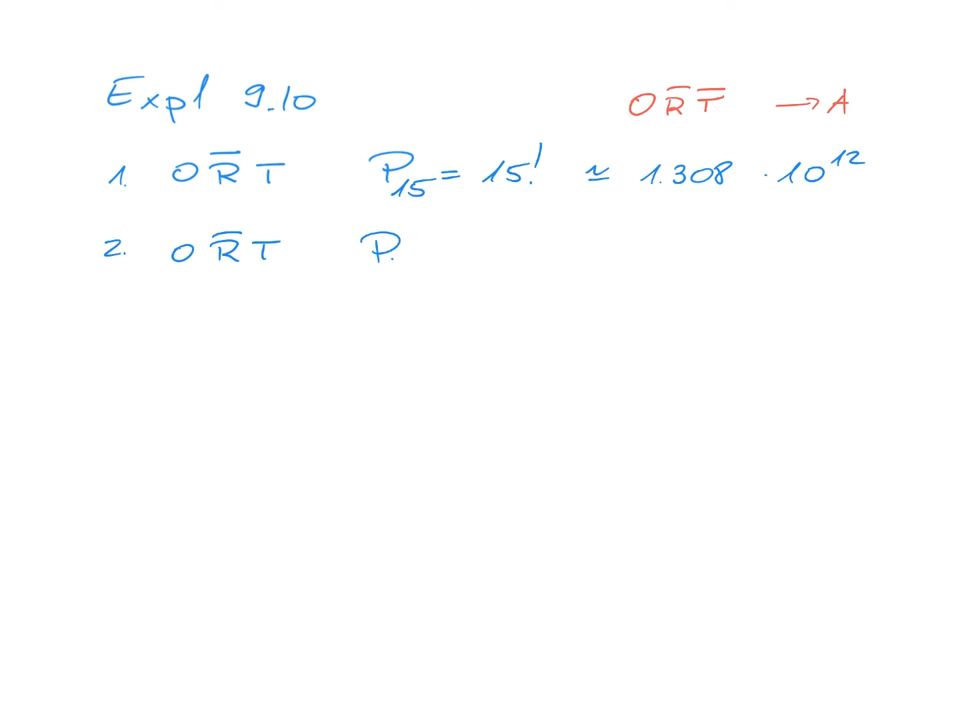 Expl 9.10
O R̅ T̅ → A
1. O R̅ T P₁₅ = 15! ≃ 1.308 · 10¹²
2. O R̅ T P.